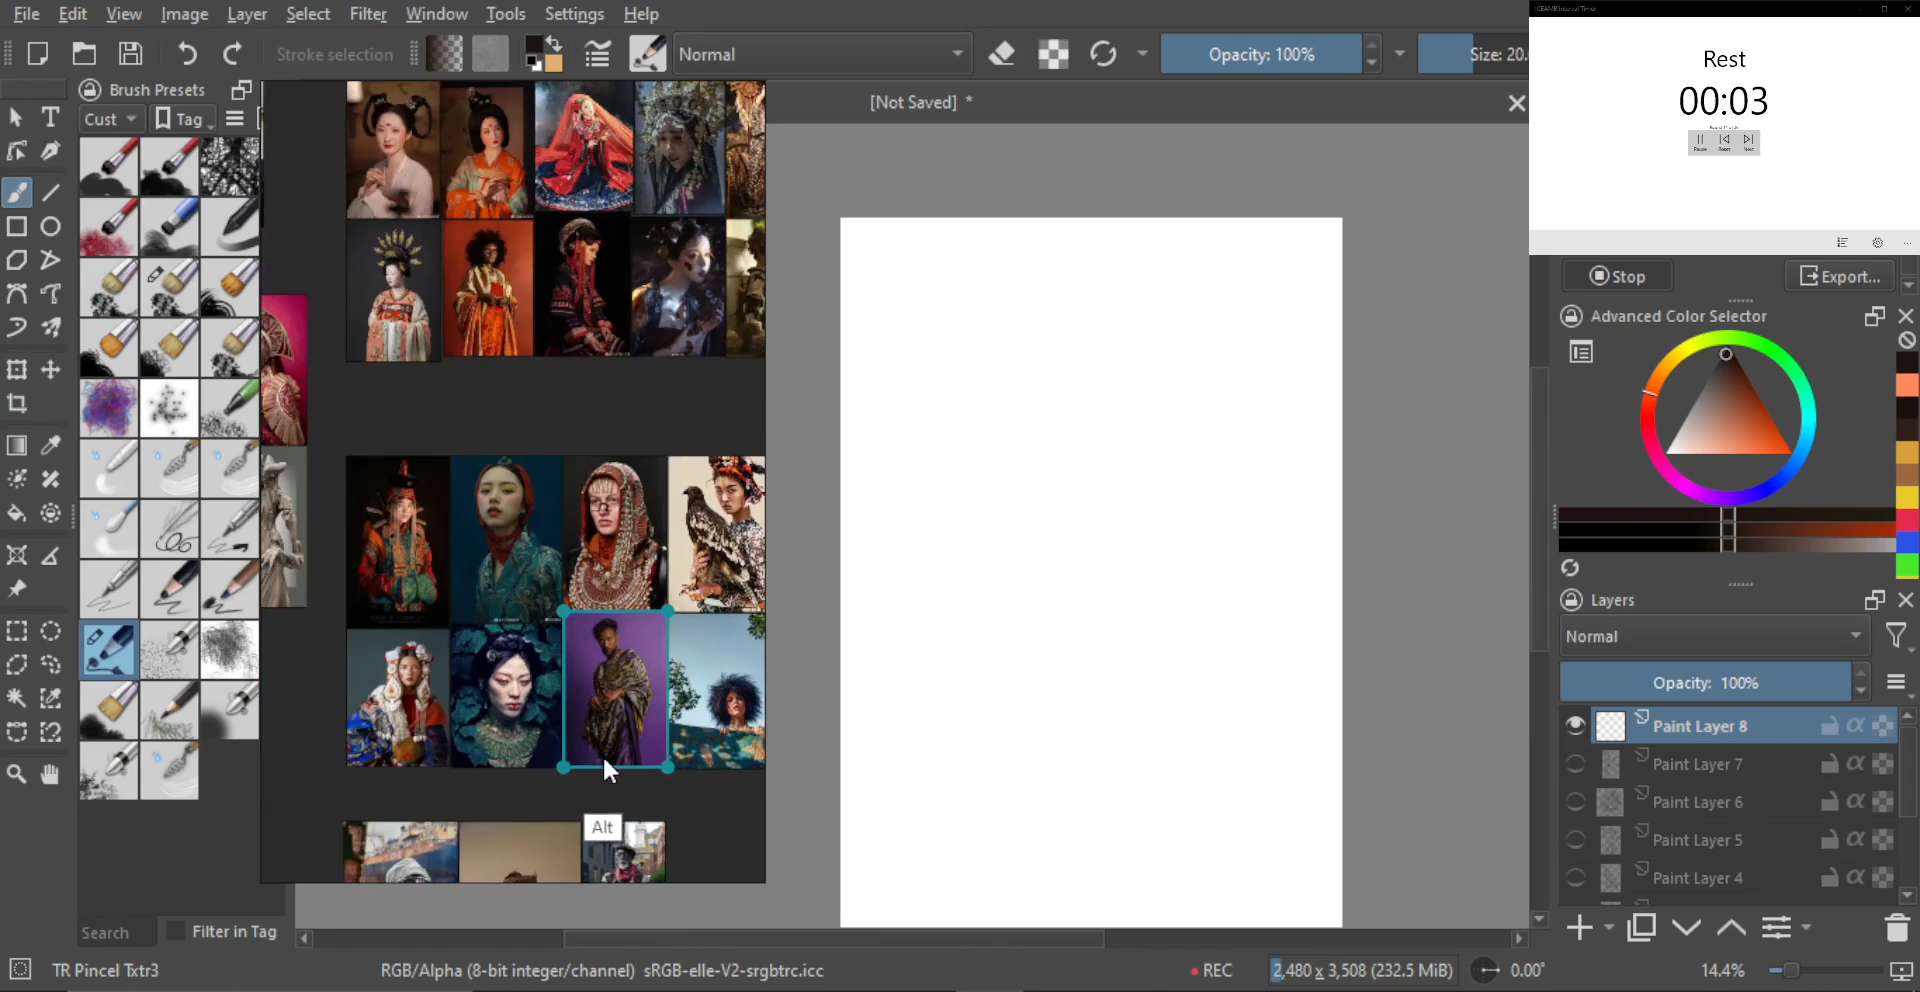 File Edit View Image Layer Select Filter Window Tools Settings Help
ICEAMB Interval Timer
Stroke selection
Normal
Opacity: 100%
Size: 20.
Rest
00:03
Pause Reset Next
Brush Presets
[Not Saved] *
Cust
Tag
Stop
Export...
Advanced Color Selector
Layers
Normal
Opacity: 100%
Paint Layer 8
Paint Layer 7
Paint Layer 6
Paint Layer 5
Paint Layer 4
Alt
Search
Filter in Tag
TR Pincel Txtr3
RGB/Alpha (8-bit integer/channel) sRGB-elle-V2-srgbtrc.icc
REC
2,480 x 3,508 (232.5 MiB)
0.00°
14.4%